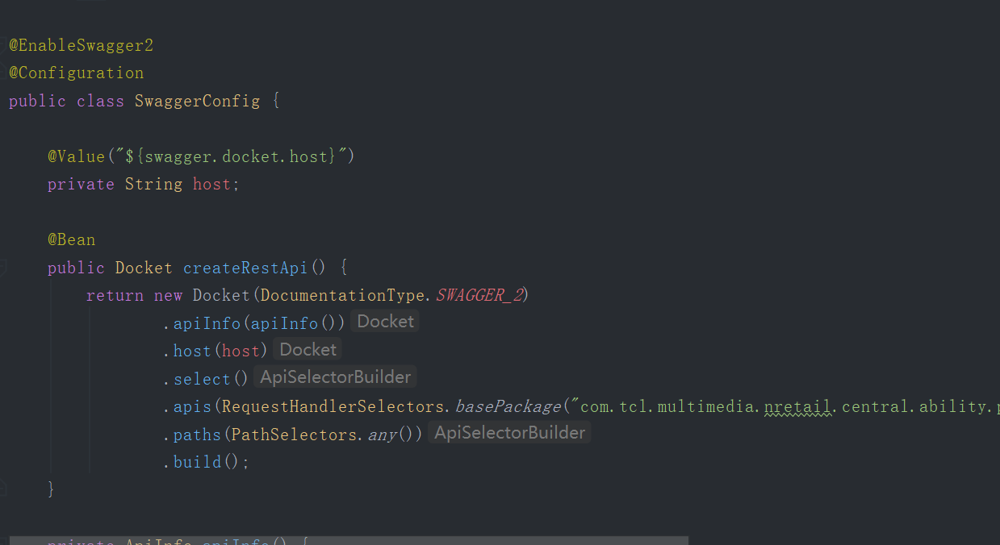 @EnableSwagger2
@Configuration
public class SwaggerConfig {
@Value("${swagger.docket.host}")
private String host;
@Bean
public Docket createRestApi() {
return new Docket(DocumentationType.SWAGGER_2)
.apiInfo(apiInfo()) Docket
.host(host) Docket
.select() ApiSelectorBuilder
.apis(RequestHandlerSelectors.basePackage("com.tcl.multimedia.nretail.central.ability.
.paths(PathSelectors.any()) ApiSelectorBuilder
.build();
}
private ApiInfo apiInfo() {